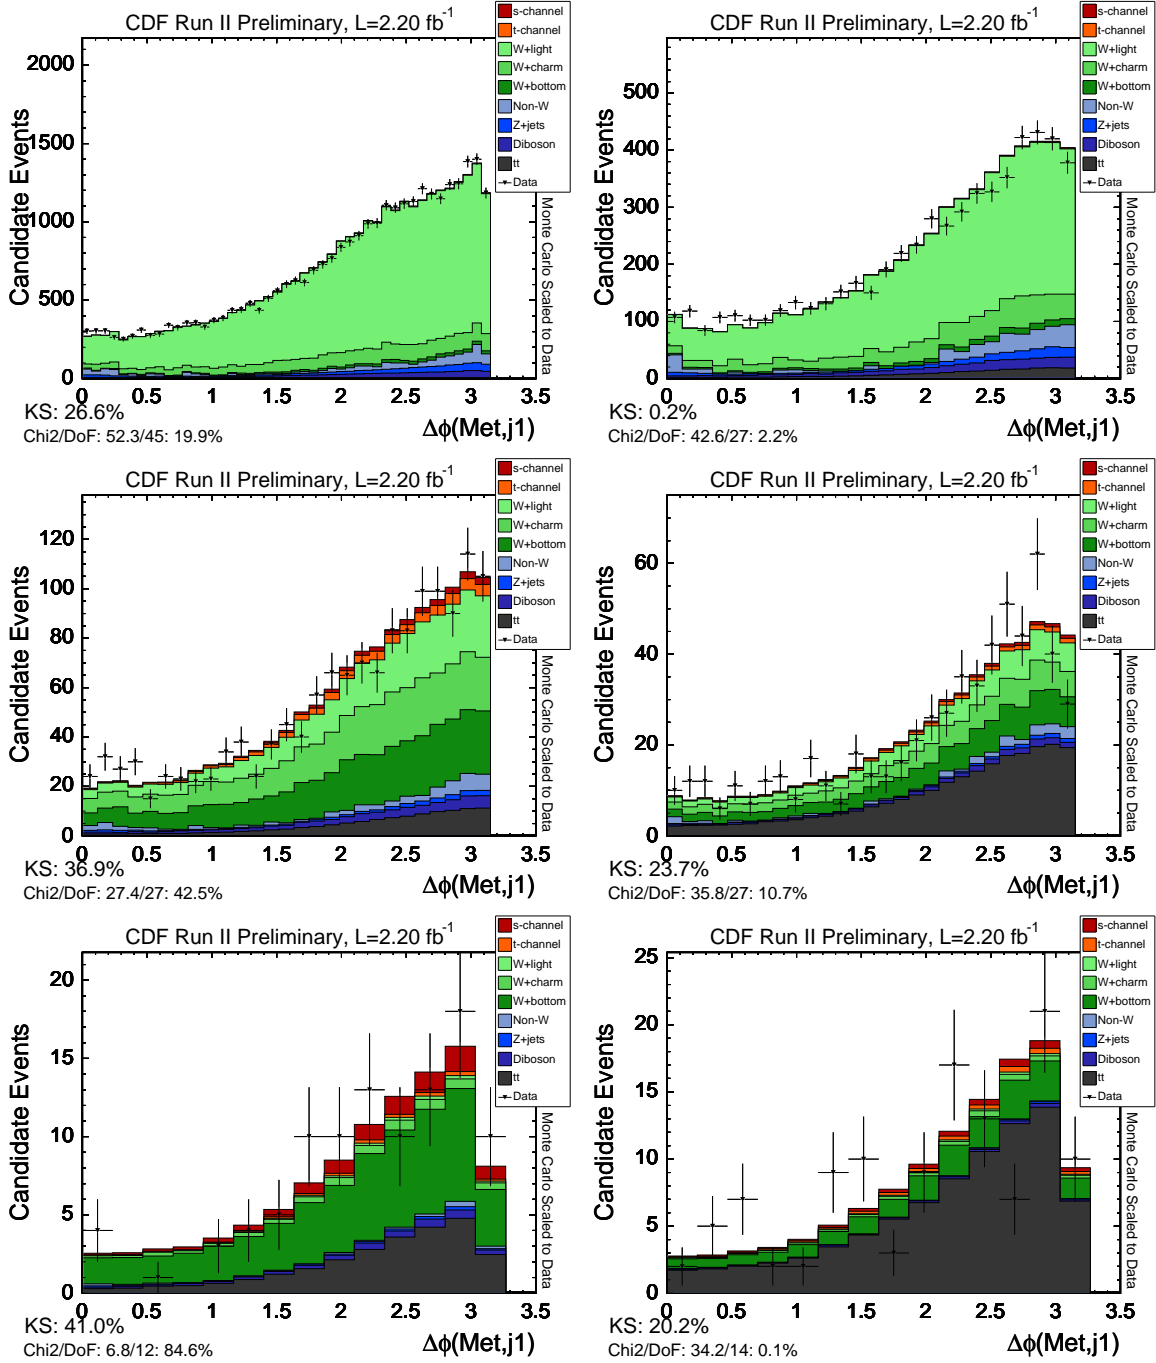 CDF Run II Preliminary, L=2.20 fb⁻¹
Candidate Events
2000
1500
1000
500
0
0 0.5 1 1.5 2 2.5 3 3.5
Δϕ(Met,j1)
KS: 26.6%
Chi2/DoF: 52.3/45: 19.9%
s-channel
t-channel
W+light
W+charm
W+bottom
Non-W
Z+jets
Diboson
tt
Data
Monte Carlo Scaled to Data
CDF Run II Preliminary, L=2.20 fb⁻¹
Candidate Events
500
400
300
200
100
0
0 0.5 1 1.5 2 2.5 3 3.5
Δϕ(Met,j1)
KS: 0.2%
Chi2/DoF: 42.6/27: 2.2%
s-channel
t-channel
W+light
W+charm
W+bottom
Non-W
Z+jets
Diboson
tt
Data
Monte Carlo Scaled to Data
CDF Run II Preliminary, L=2.20 fb⁻¹
Candidate Events
120
100
80
60
40
20
0
0 0.5 1 1.5 2 2.5 3 3.5
Δϕ(Met,j1)
KS: 36.9%
Chi2/DoF: 27.4/27: 42.5%
s-channel
t-channel
W+light
W+charm
W+bottom
Non-W
Z+jets
Diboson
tt
Data
Monte Carlo Scaled to Data
CDF Run II Preliminary, L=2.20 fb⁻¹
Candidate Events
60
40
20
0
0 0.5 1 1.5 2 2.5 3 3.5
Δϕ(Met,j1)
KS: 23.7%
Chi2/DoF: 35.8/27: 10.7%
s-channel
t-channel
W+light
W+charm
W+bottom
Non-W
Z+jets
Diboson
tt
Data
Monte Carlo Scaled to Data
CDF Run II Preliminary, L=2.20 fb⁻¹
Candidate Events
20
15
10
5
0
0 0.5 1 1.5 2 2.5 3 3.5
Δϕ(Met,j1)
KS: 41.0%
Chi2/DoF: 6.8/12: 84.6%
s-channel
t-channel
W+light
W+charm
W+bottom
Non-W
Z+jets
Diboson
tt
Data
Monte Carlo Scaled to Data
CDF Run II Preliminary, L=2.20 fb⁻¹
Candidate Events
25
20
15
10
5
0
0 0.5 1 1.5 2 2.5 3 3.5
Δϕ(Met,j1)
KS: 20.2%
Chi2/DoF: 34.2/14: 0.1%
s-channel
t-channel
W+light
W+charm
W+bottom
Non-W
Z+jets
Diboson
tt
Data
Monte Carlo Scaled to Data